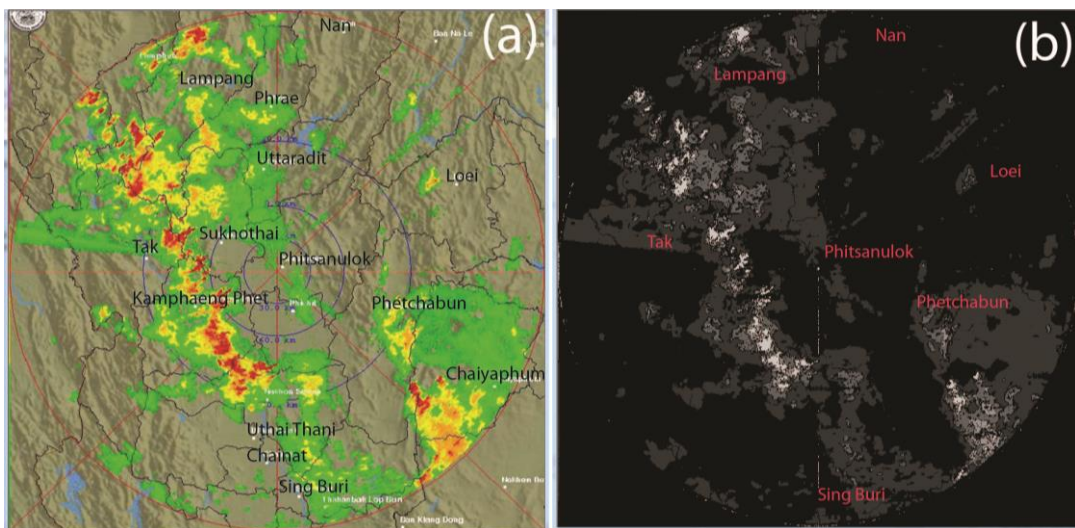 (a)
Nan
Lampang
Phrae
Uttaradit
Loei
Sukhothai
Tak
Phitsanulok
Kamphaeng Phet
Phetchabun
Chaiyaphum
Uthai Thani
Chainat
Sing Buri
(b)
Nan
Lampang
Loei
Tak
Phitsanulok
Phetchabun
Sing Buri